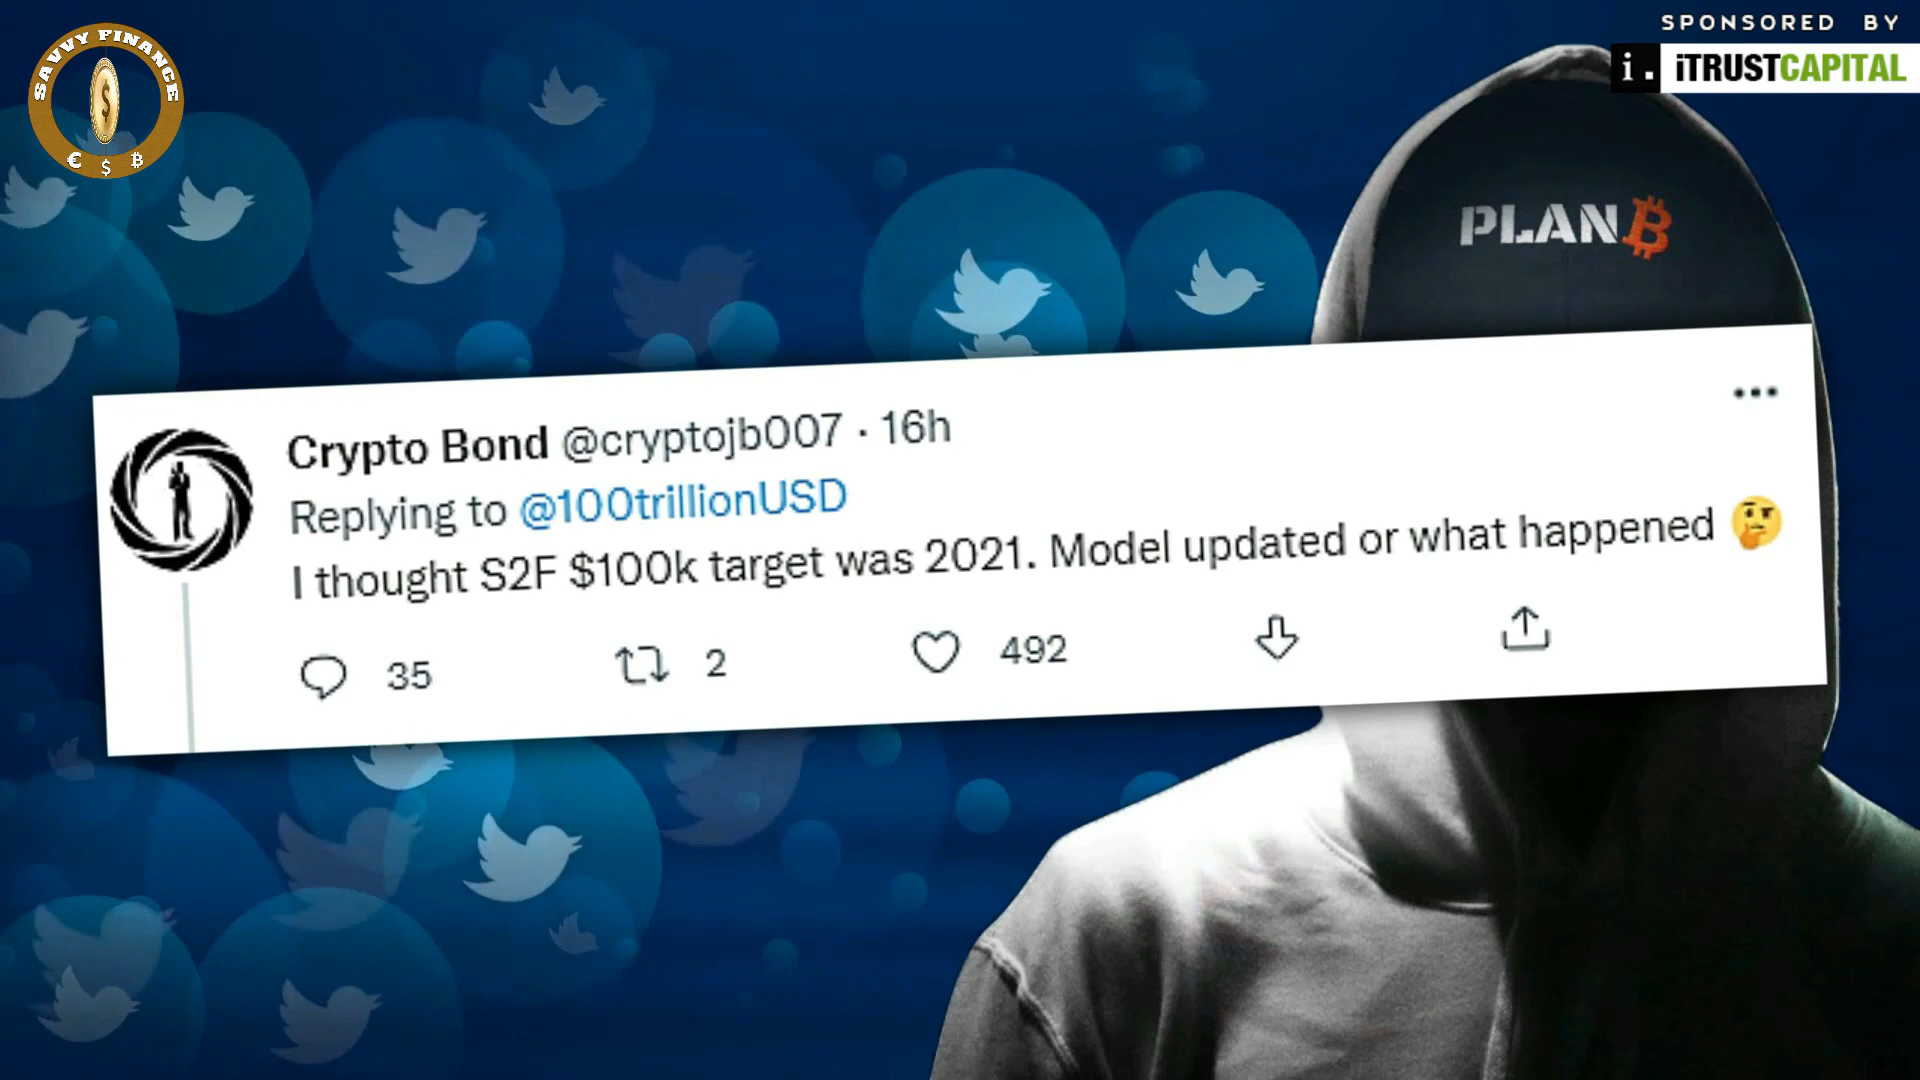 SAVVY FINANCE
€ $ ₿
$
SPONSORED BY
i. iTRUSTCAPITAL
PLAN₿
Crypto Bond @cryptojb007 · 16h
Replying to @100trillionUSD
I thought S2F $100k target was 2021. Model updated or what happened 🤔
35 2 492